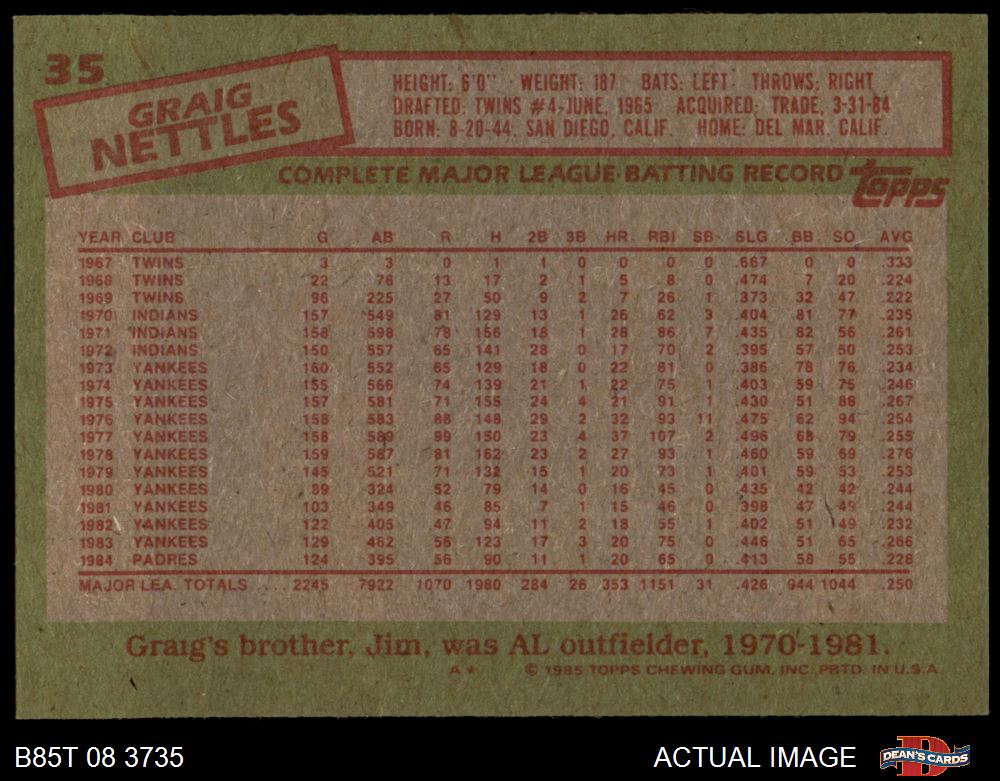 35
GRAIG
NETTLES
HEIGHT: 6'0" · WEIGHT: 187 BATS: LEFT · THROWS: RIGHT
DRAFTED: TWINS #4-JUNE, 1965 ACQUIRED: TRADE, 3-31-84
BORN: 8-20-44, SAN DIEGO, CALIF. HOME: DEL MAR, CALIF.
COMPLETE MAJOR LEAGUE BATTING RECORD topps
YEAR CLUB G AB R H 2B 3B HR RBI SB SLG BB SO AVG
1967 TWINS 3 3 0 1 1 0 0 0 0 .667 0 0 .333
1968 TWINS 22 76 13 17 2 1 5 8 0 .474 7 20 .224
1969 TWINS 96 225 27 50 9 2 7 26 1 .373 32 47 .222
1970 INDIANS 157 549 81 129 13 1 26 62 3 .404 81 77 .235
1971 INDIANS 158 598 78 156 18 1 28 86 7 .435 82 56 .261
1972 INDIANS 150 557 65 141 28 0 17 70 2 .395 57 50 .253
1973 YANKEES 160 552 65 129 18 0 22 81 0 .386 78 76 .234
1974 YANKEES 155 566 74 139 21 1 22 75 1 .403 59 75 .246
1975 YANKEES 157 581 71 155 24 4 21 91 1 .430 51 88 .267
1976 YANKEES 158 583 88 148 29 2 32 93 11 .475 62 94 .254
1977 YANKEES 158 589 99 150 23 4 37 107 2 .496 68 79 .255
1978 YANKEES 159 587 81 162 23 2 27 93 1 .460 59 69 .276
1979 YANKEES 145 521 71 132 15 1 20 73 1 .401 59 53 .253
1980 YANKEES 89 324 52 79 14 0 16 45 0 .435 42 42 .244
1981 YANKEES 103 349 46 85 7 1 15 46 0 .398 47 49 .244
1982 YANKEES 122 405 47 94 11 2 18 55 1 .402 51 49 .232
1983 YANKEES 129 462 56 123 17 3 20 75 0 .446 51 65 .266
1984 PADRES 124 395 56 90 11 1 20 65 0 .413 58 55 .228
MAJOR LEA. TOTALS .... 2245 7922 1070 1980 284 26 353 1151 31 .426 944 1044 .250
Graig's brother, Jim, was AL outfielder, 1970-1981.
A* © 1985 TOPPS CHEWING GUM, INC. PRTD. IN U.S.A.
B85T 08 3735 ACTUAL IMAGE D DEAN'S CARDS